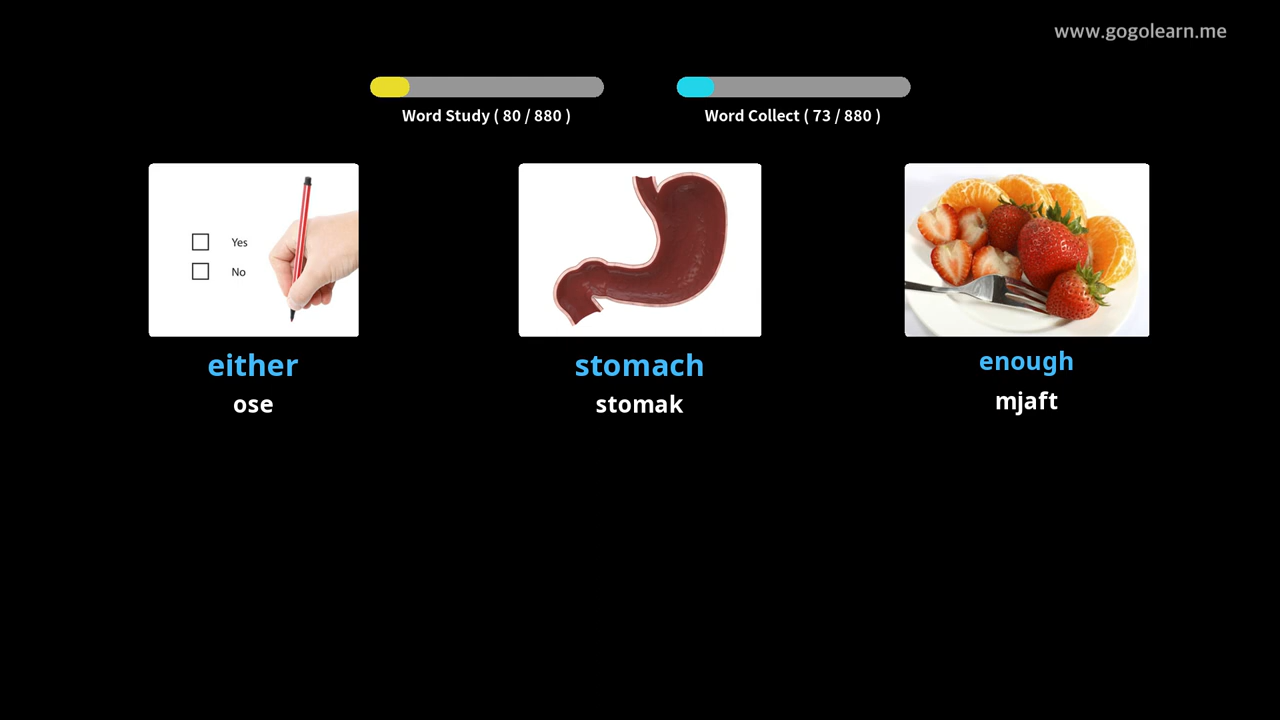 www.gogolearn.me
Word Study ( 80 / 880 )
Word Collect ( 73 / 880 )
Yes
No
either
ose
stomach
stomak
enough
mjaft